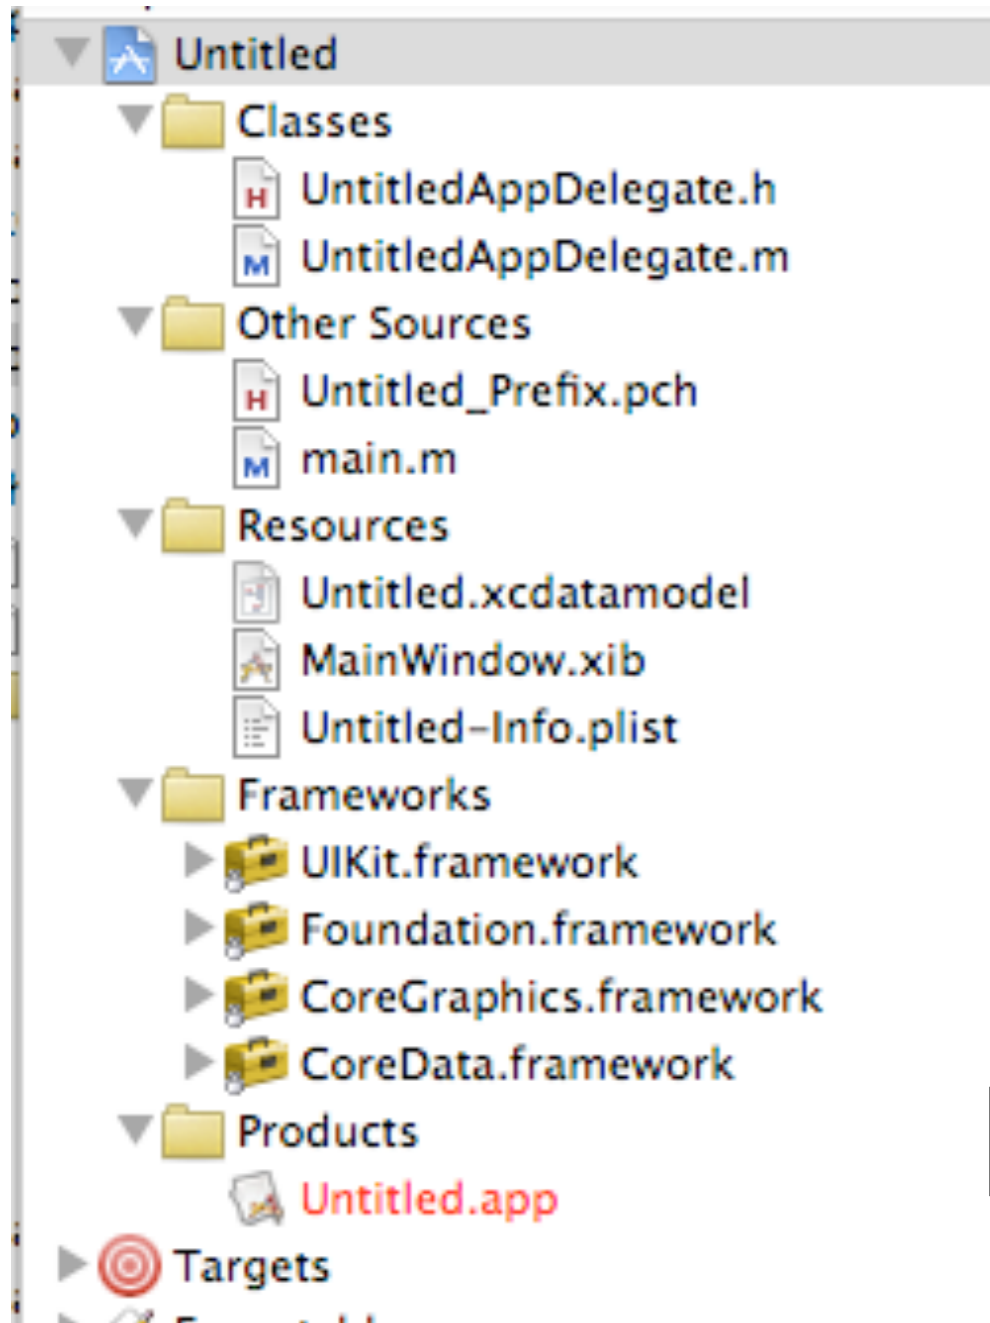 Untitled
Classes
UntitledAppDelegate.h
UntitledAppDelegate.m
Other Sources
Untitled_Prefix.pch
main.m
Resources
Untitled.xcdatamodel
MainWindow.xib
Untitled-Info.plist
Frameworks
UIKit.framework
Foundation.framework
CoreGraphics.framework
CoreData.framework
Products
Untitled.app
Targets